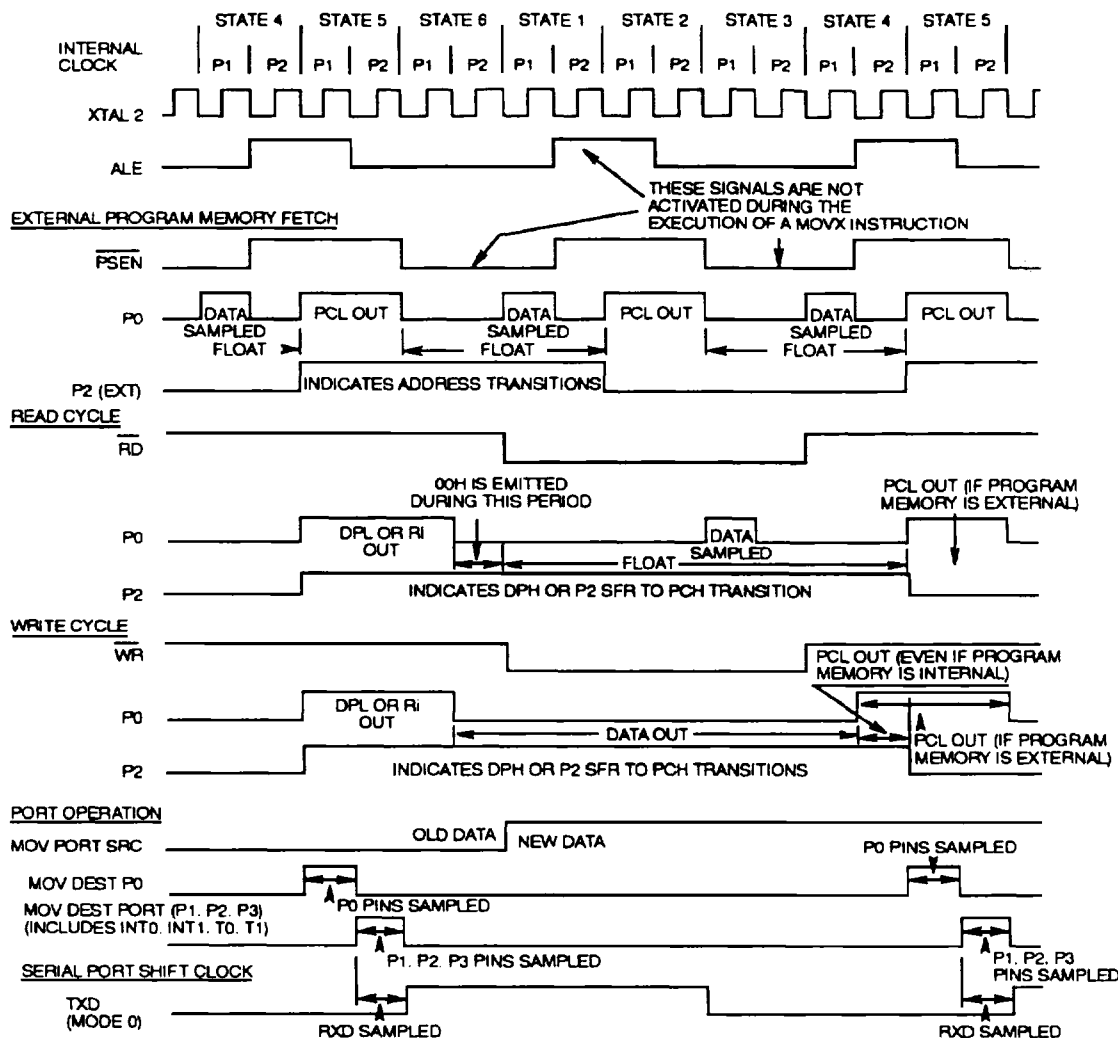 STATE 4 STATE 5 STATE 6 STATE 1 STATE 2 STATE 3 STATE 4 STATE 5
INTERNAL
CLOCK
P1 P2 P1 P2 P1 P2 P1 P2 P1 P2 P1 P2 P1 P2 P1 P2
XTAL 2
ALE
THESE SIGNALS ARE NOT
ACTIVATED DURING THE
EXECUTION OF A MOVX INSTRUCTION
EXTERNAL PROGRAM MEMORY FETCH
PSEN
P0
DATA PCL OUT DATA PCL OUT DATA PCL OUT
SAMPLED SAMPLED SAMPLED
FLOAT FLOAT FLOAT
P2 (EXT)
INDICATES ADDRESS TRANSITIONS
READ CYCLE
RD
00H IS EMITTED
DURING THIS PERIOD
PCL OUT (IF PROGRAM
MEMORY IS EXTERNAL)
P0
DPL OR Ri
OUT
DATA
SAMPLED
FLOAT
P2
INDICATES DPH OR P2 SFR TO PCH TRANSITION
WRITE CYCLE
WR
PCL OUT (EVEN IF PROGRAM
MEMORY IS INTERNAL)
P0
DPL OR Ri
OUT
DATA OUT
PCL OUT (IF PROGRAM
MEMORY IS EXTERNAL)
P2
INDICATES DPH OR P2 SFR TO PCH TRANSITIONS
PORT OPERATION
MOV PORT SRC
OLD DATA NEW DATA
P0 PINS SAMPLED
MOV DEST P0
P0 PINS SAMPLED
MOV DEST PORT (P1. P2. P3)
(INCLUDES INT0. INT1. T0. T1)
P1. P2. P3 PINS SAMPLED
P1. P2. P3
PINS SAMPLED
SERIAL PORT SHIFT CLOCK
TXD
(MODE 0)
RXD SAMPLED
RXD SAMPLED